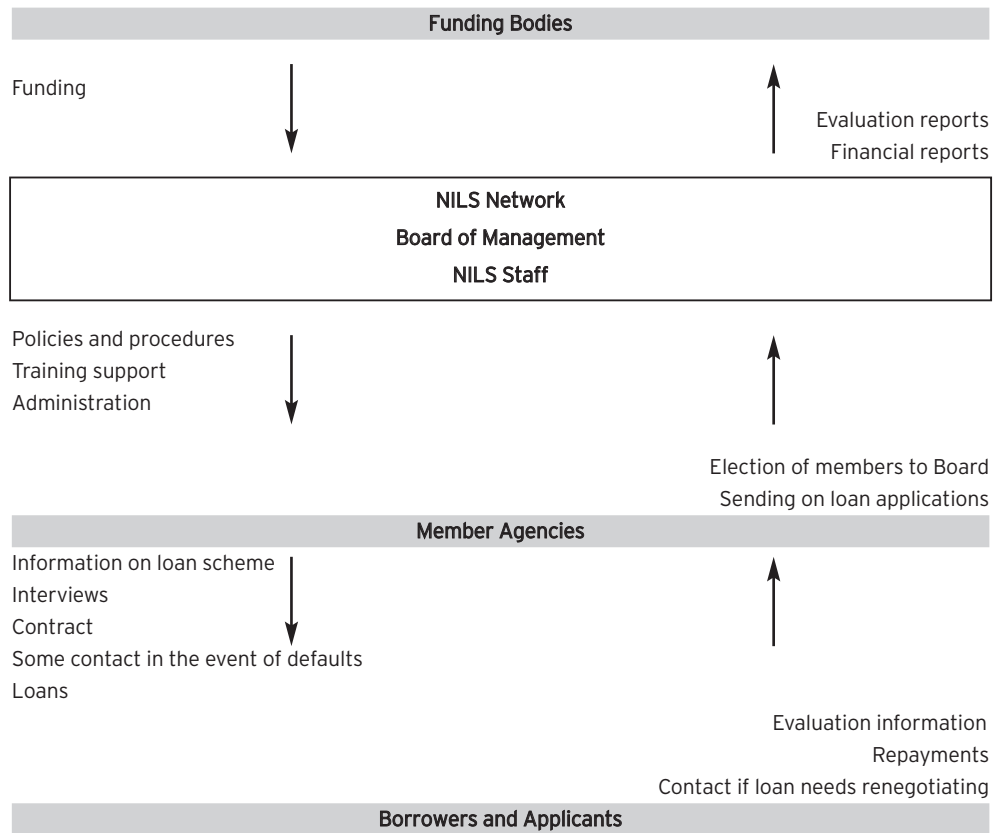 Funding Bodies
Funding
Evaluation reports
Financial reports
NILS Network
Board of Management
NILS Staff
Policies and procedures
Training support
Administration
Election of members to Board
Sending on loan applications
Member Agencies
Information on loan scheme
Interviews
Contract
Some contact in the event of defaults
Loans
Evaluation information
Repayments
Contact if loan needs renegotiating
Borrowers and Applicants